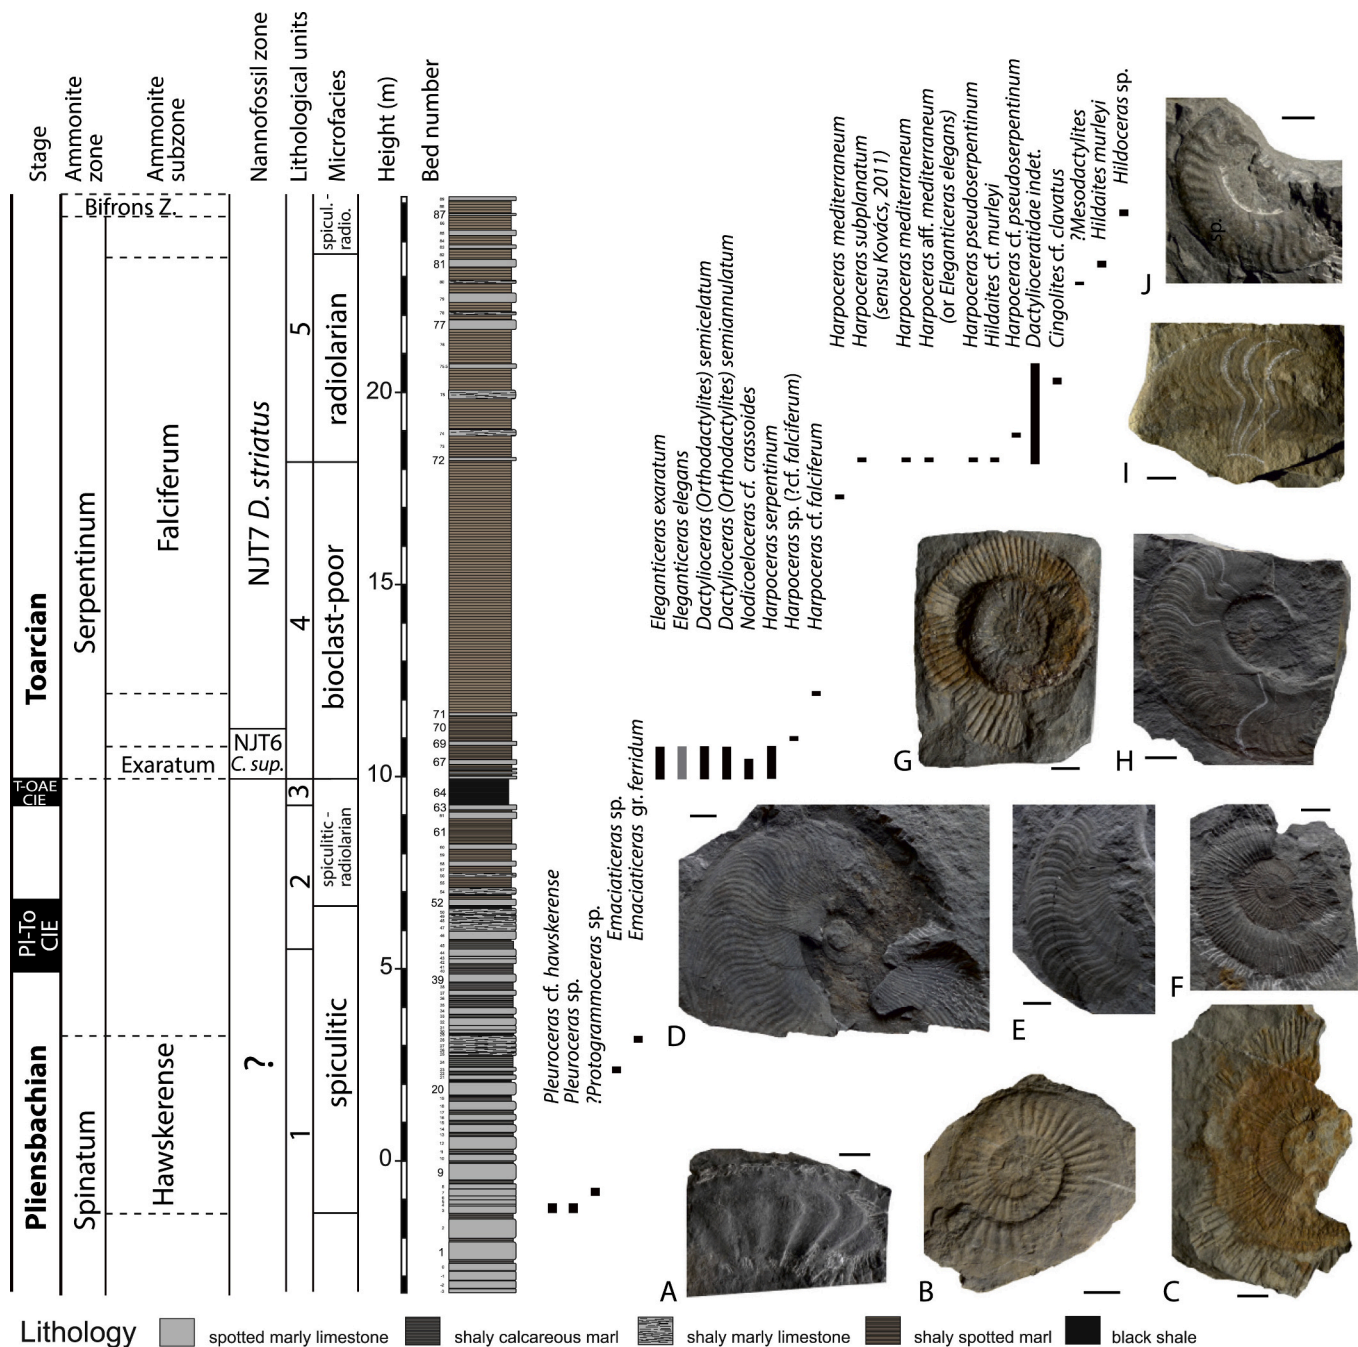 Stage
Ammonite
zone
Ammonite
subzone
Nannofossil zone
Lithological units
Microfacies
Height (m)
Bed number
Bifrons Z.
Toarcian
Serpentinum
Falciferum
Exaratum
NJT7 D. striatus
NJT6
C. sup.
T-OAE
CIE
Pl-To
CIE
Pliensbachian
Spinatum
Hawskerense
?
5
4
3
2
1
spicul.-
radio.
radiolarian
bioclast-poor
spiculitic -
radiolarian
spiculitic
20
15
10
5
0
87
81
77
72
71
70
69
67
64
63
61
52
39
20
9
1
Pleuroceras cf. hawskerense
Pleuroceras sp.
?Protogrammoceras sp.
Emaciaticeras sp.
Emaciaticeras gr. ferridum
Eleganticeras exaratum
Eleganticeras elegans
Dactylioceras (Orthodactylites) semicelatum
Dactylioceras (Orthodactylites) semiannulatum
Nodicoeloceras cf. crassoides
Harpoceras serpentinum
Harpoceras sp. (?cf. falciferum)
Harpoceras cf. falciferum
Harpoceras mediterraneum
Harpoceras subplanatum
(sensu Kovács, 2011)
Harpoceras mediterraneum
Harpoceras aff. mediterraneum
(or Eleganticeras elegans)
Harpoceras pseudoserpentinum
Hildaites cf. murleyi
Harpoceras cf. pseudoserpentinum
Dactylioceratidae indet.
Cingolites cf. clavatus
?Mesodactylites
sp.
Hildaites murleyi
Hildoceras sp.
J
I
G
H
D
E
F
A
B
C
Lithology
spotted marly limestone
shaly calcareous marl
shaly marly limestone
shaly spotted marl
black shale